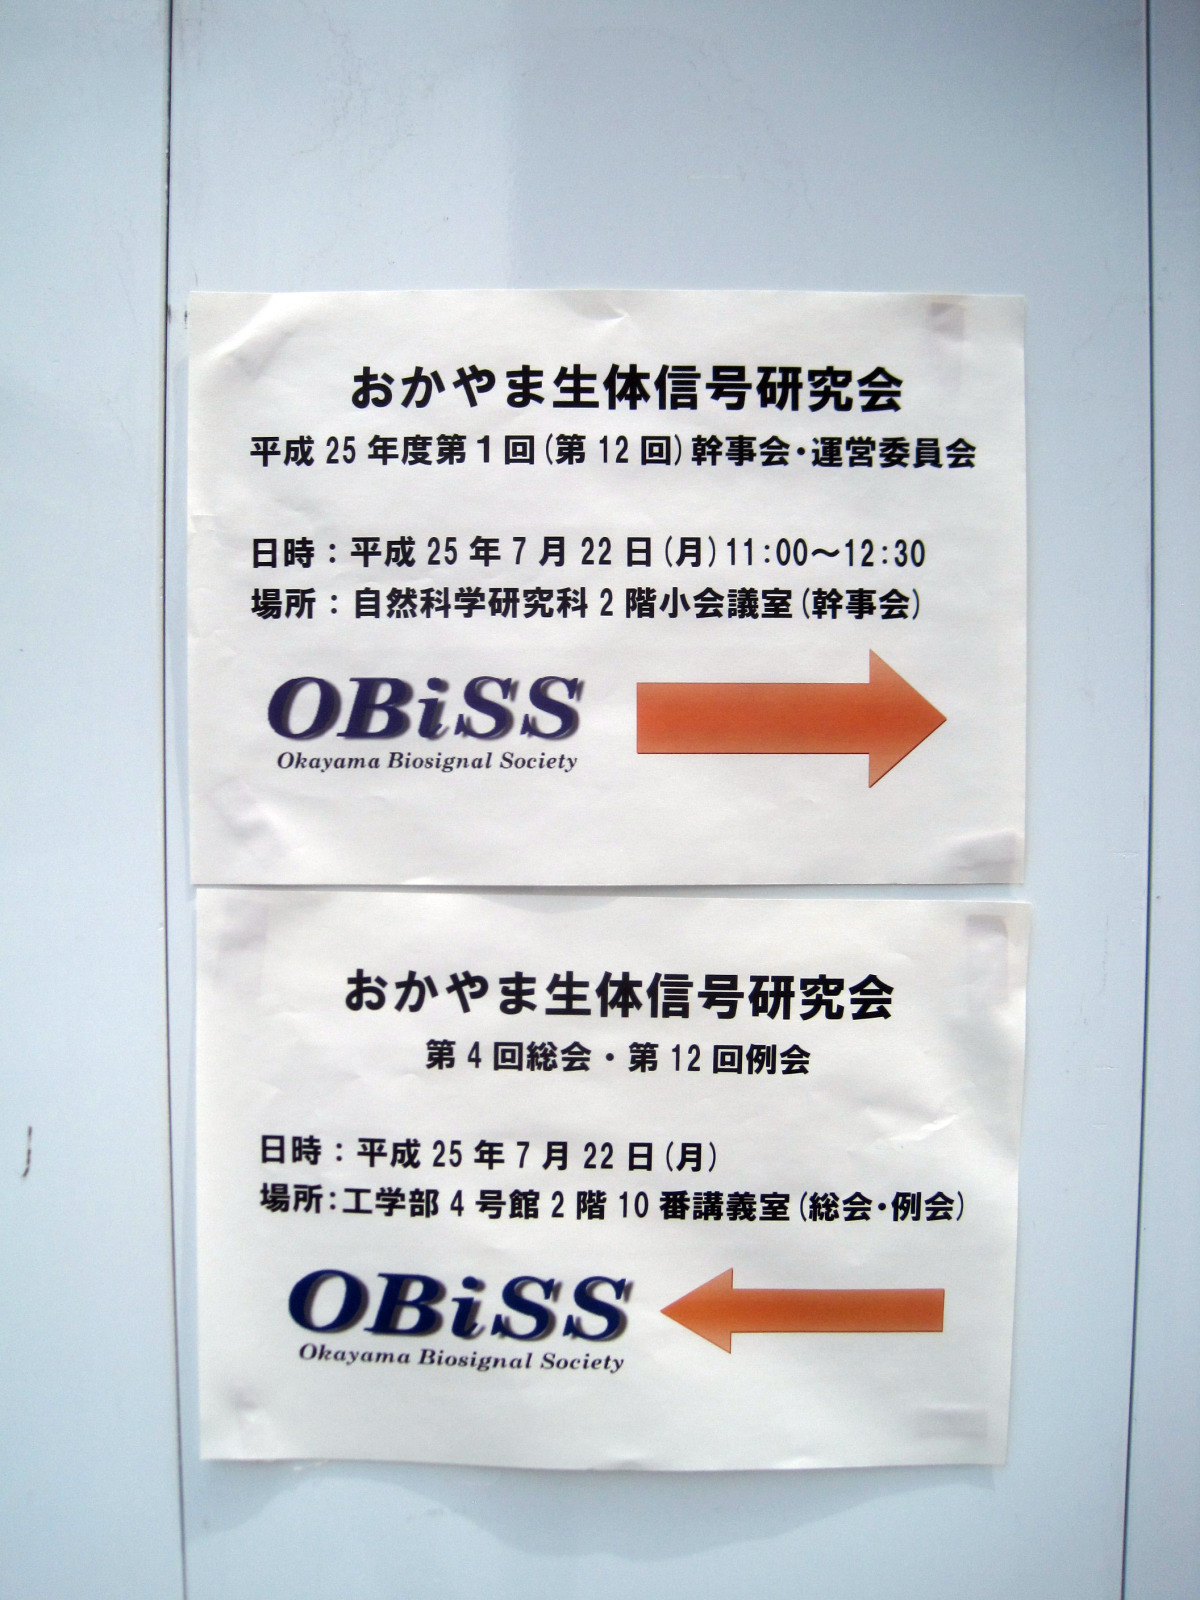 おかやま生体信号研究会
平成 25 年度第 1 回(第 12 回)幹事会・運営委員会
日時：平成 25 年 7 月 22 日(月)11:00～12:30
場所：自然科学研究科 2 階小会議室(幹事会)
OBiSS
Okayama Biosignal Society
おかやま生体信号研究会
第 4 回総会・第 12 回例会
日時：平成 25 年 7 月 22 日(月)
場所:工学部 4 号館 2 階 10 番講義室(総会・例会)
OBiSS
Okayama Biosignal Society